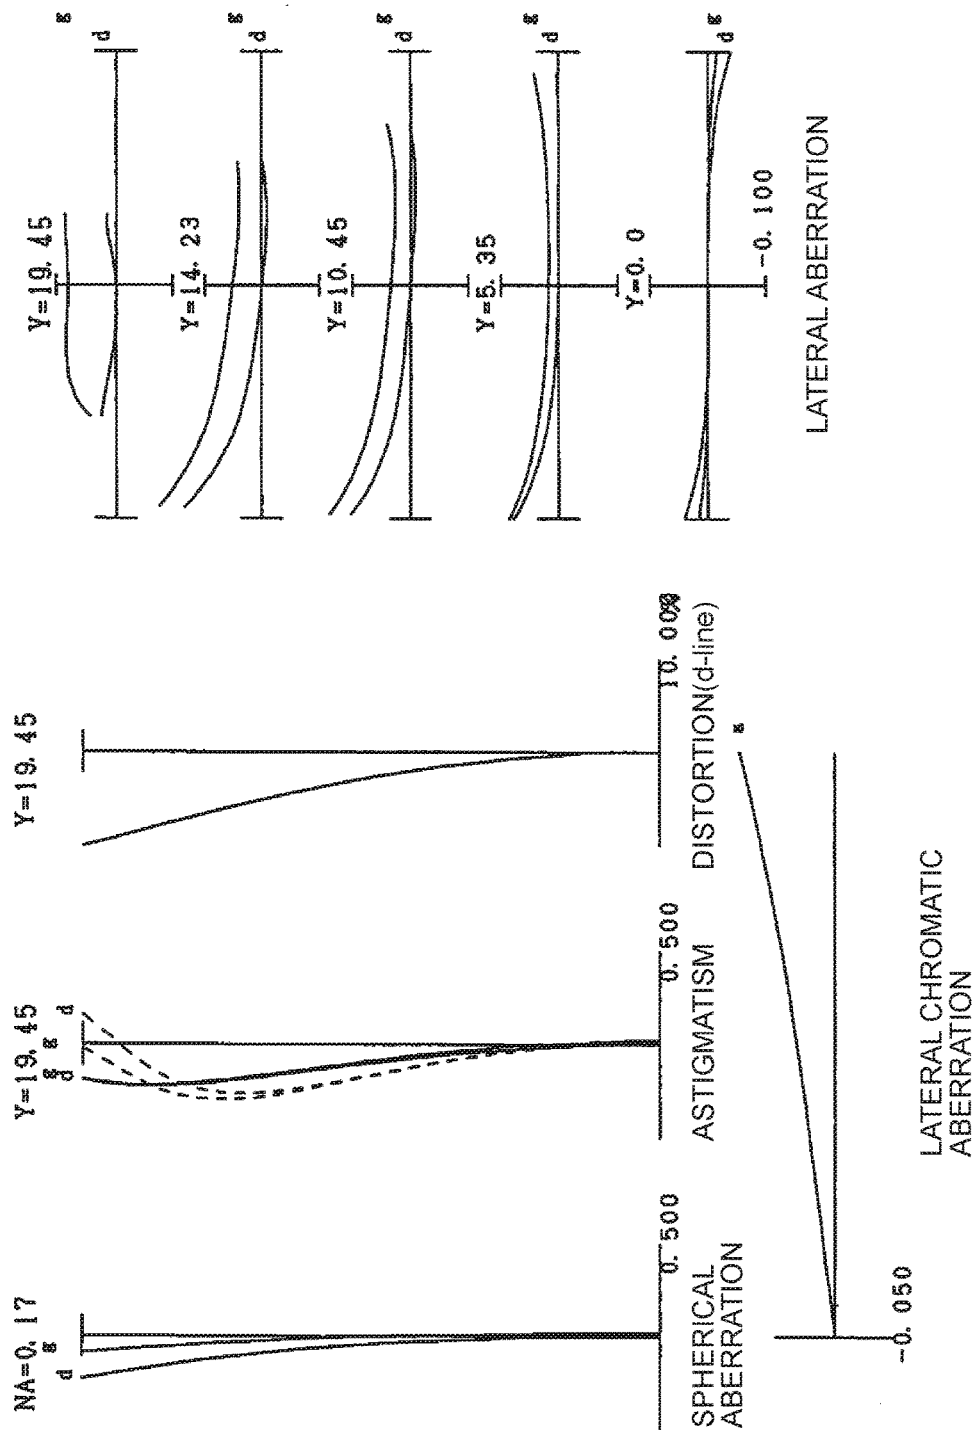 NA=0. 17
g
d
0. 500
SPHERICAL
ABERRATION
Y=19. 45
g
d
g
d
0. 500
ASTIGMATISM
Y=19. 45
10. 00%
DISTORTION(d-line)
g
-0. 050
LATERAL CHROMATIC
ABERRATION
Y=19. 45
g
d
Y=14. 23
g
d
Y=10. 45
g
d
Y=5. 35
g
d
Y=0. 0
g
d
-0. 100
LATERAL ABERRATION